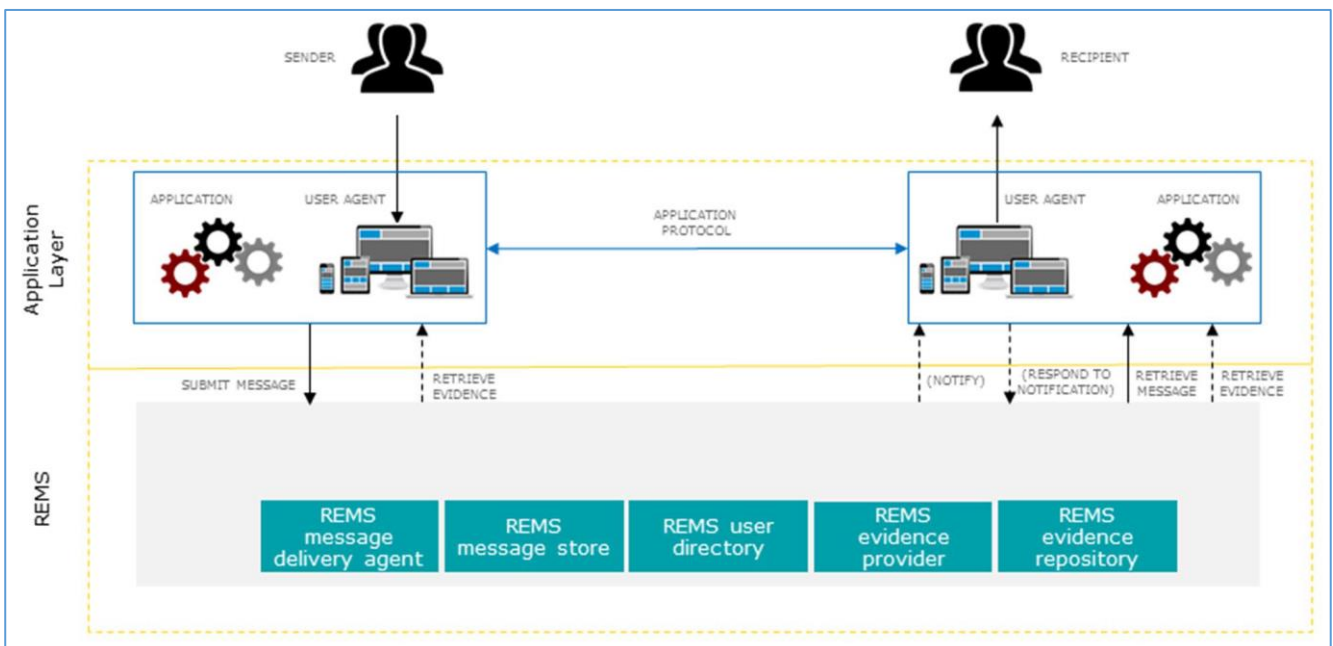 SENDER
RECIPIENT
Application
Layer
APPLICATION
USER AGENT
APPLICATION
PROTOCOL
USER AGENT
APPLICATION
SUBMIT MESSAGE
RETRIEVE
EVIDENCE
(NOTIFY)
(RESPOND TO
NOTIFICATION)
RETRIEVE
MESSAGE
RETRIEVE
EVIDENCE
REMS
REMS
message
delivery agent
REMS
message store
REMS user
directory
REMS
evidence
provider
REMS
evidence
repository